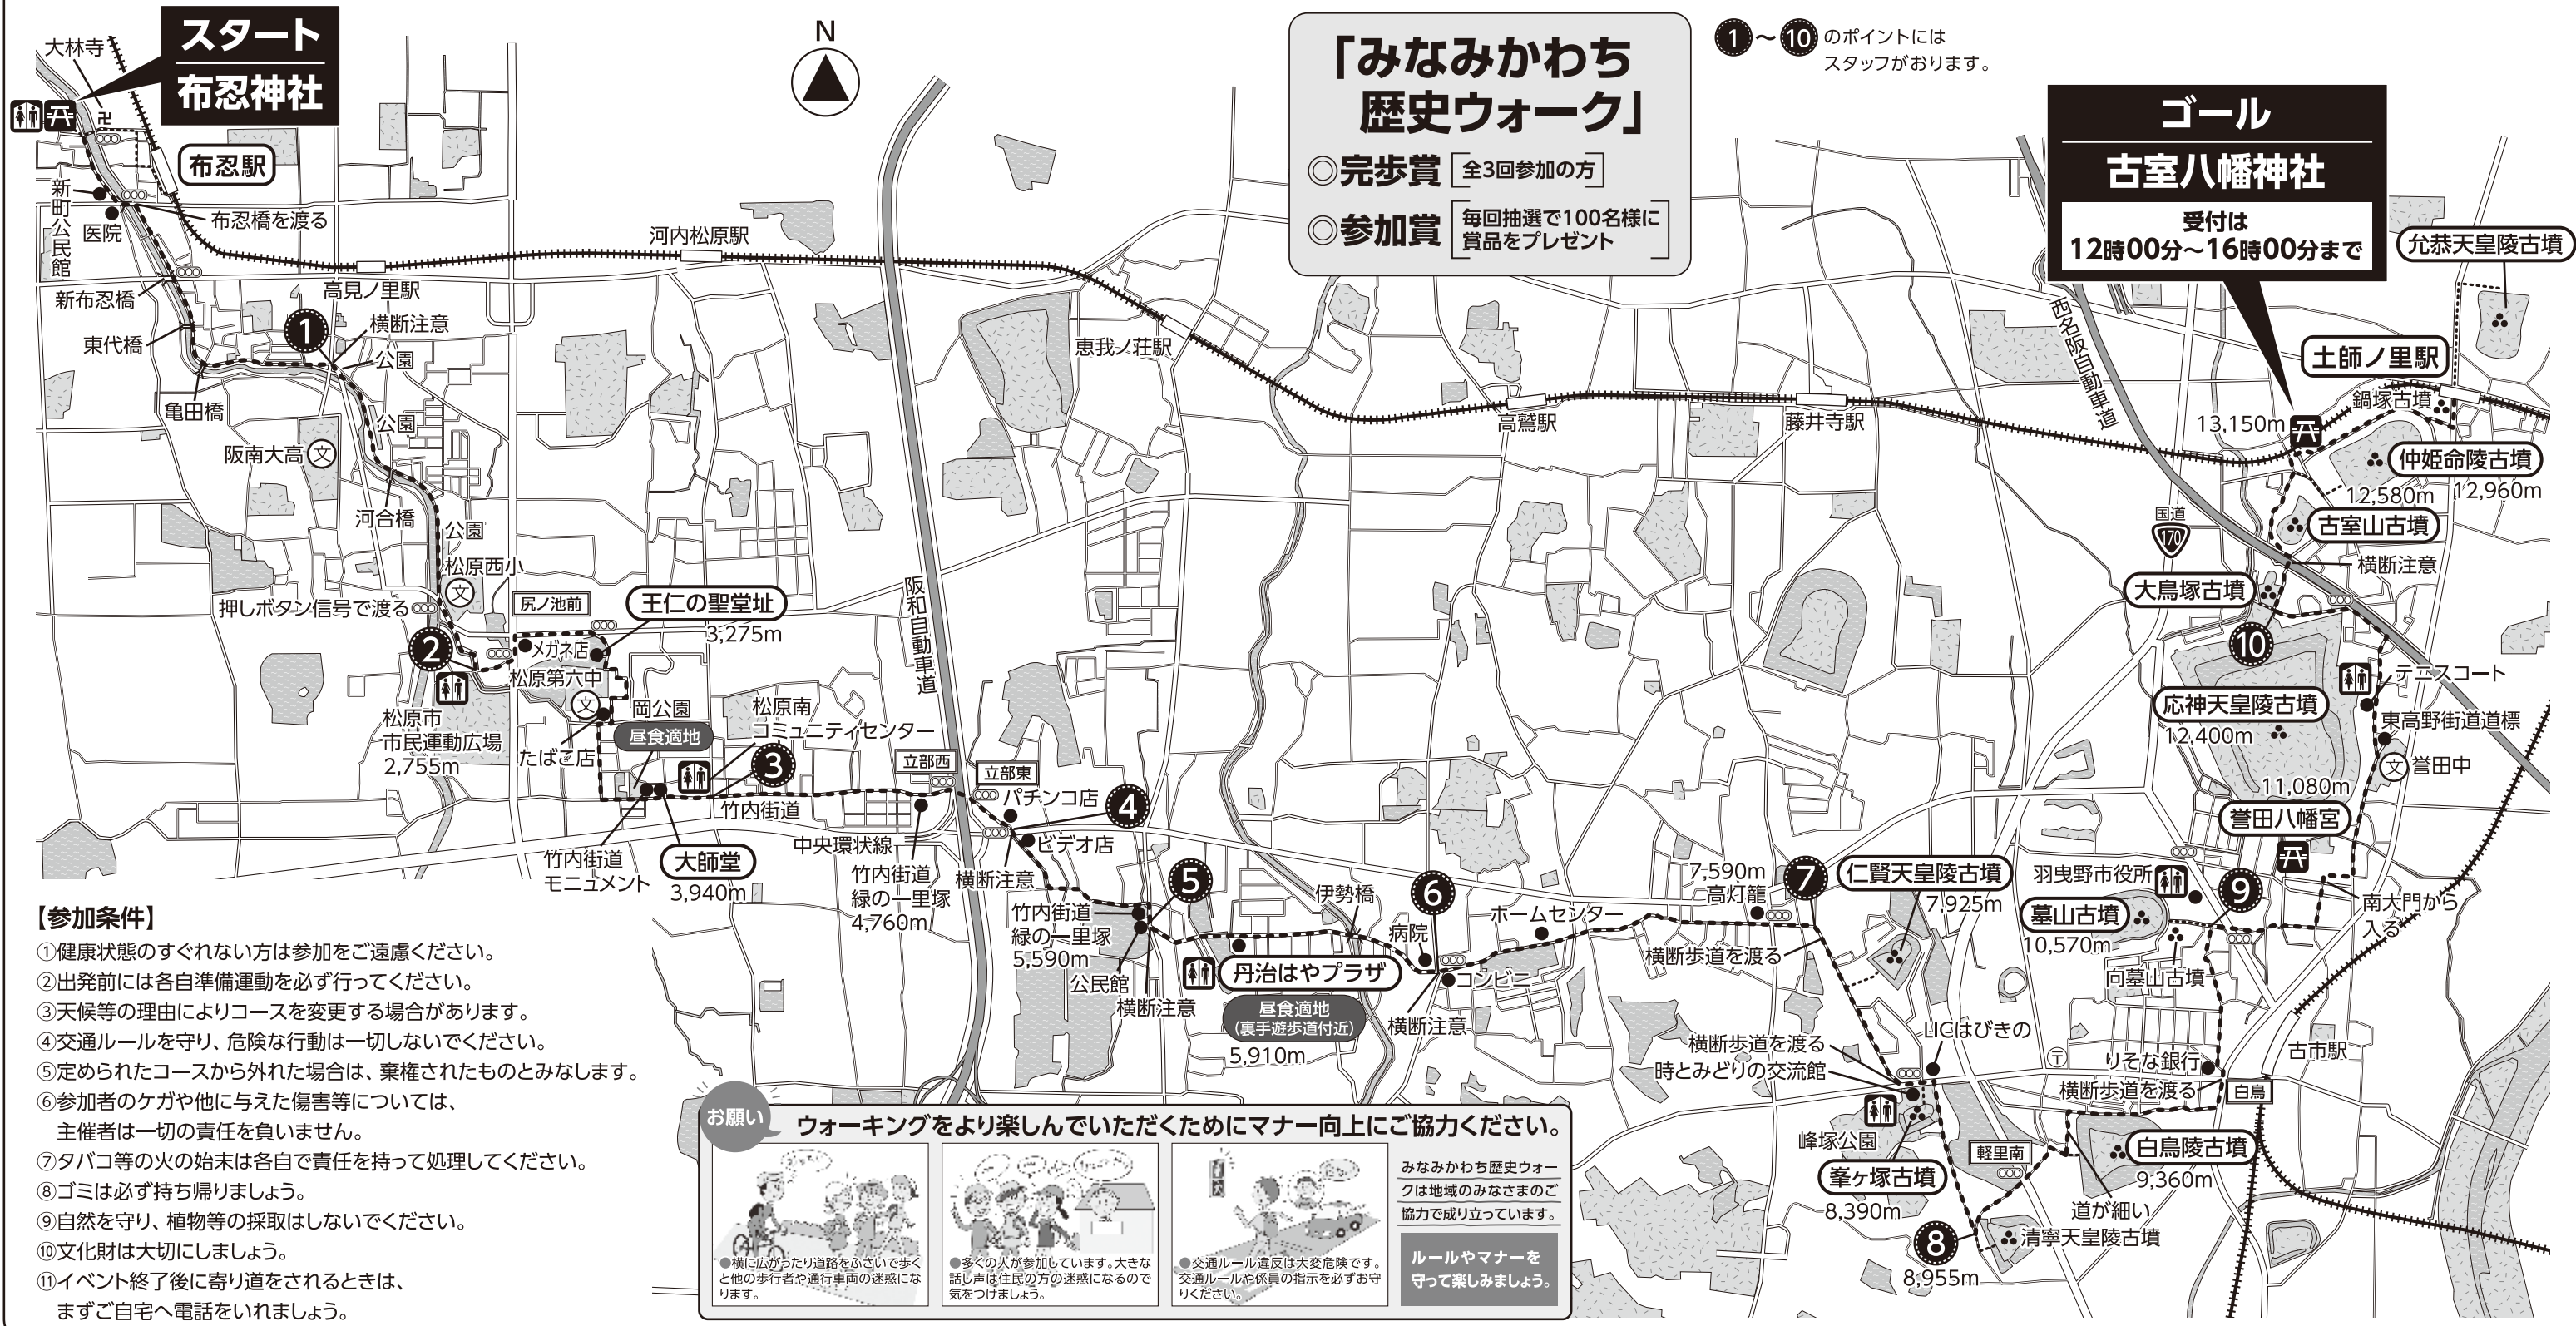 スタート
布忍神社
大林寺
卍
布忍駅
新町公民館
医院
布忍橋を渡る
新布忍橋
東代橋
亀田橋
高見ノ里駅
①
横断注意
公園
公園
阪南大高
文
河合橋
公園
松原西小
文
押しボタン信号で渡る
尻ノ池前
②
メガネ店
王仁の聖堂址
3,275m
松原第六中
文
松原市
市民運動広場
2,755m
たばこ店
岡公園
昼食適地
松原南
コミュニティセンター
③
竹内街道
竹内街道
モニュメント
大師堂
3,940m
N
河内松原駅
阪和自動車道
立部西
立部東
中央環状線
竹内街道
緑の一里塚
4,760m
パチンコ店
④
ビデオ店
横断注意
竹内街道
緑の一里塚
5,590m
公民館
横断注意
⑤
丹治はやプラザ
昼食適地
(裏手遊歩道付近)
5,910m
伊勢橋
⑥
病院
コンビニ
横断注意
ホームセンター
恵我ノ荘駅
高鷲駅
藤井寺駅
「みなみかわち
歴史ウォーク」
◎完歩賞 [全3回参加の方]
◎参加賞 [毎回抽選で100名様に
賞品をプレゼント]
①～⑩のポイントには
スタッフがおります。
ゴール
古室八幡神社
受付は
12時00分～16時00分まで
允恭天皇陵古墳
西名阪自動車道
土師ノ里駅
鍋塚古墳
13,150m
仲姫命陵古墳
12,960m
12,580m
古室山古墳
国道
170
横断注意
大鳥塚古墳
⑩
テニスコート
応神天皇陵古墳
12,400m
東高野街道道標
文
誉田中
11,080m
誉田八幡宮
南大門から
入る
羽曳野市役所
⑨
墓山古墳
10,570m
向墓山古墳
7,590m
高灯籠
⑦
横断歩道を渡る
仁賢天皇陵古墳
7,925m
LICはびきの
横断歩道を渡る
時とみどりの交流館
峰塚公園
峯ヶ塚古墳
8,390m
⑧
8,955m
清寧天皇陵古墳
軽里南
道が細い
白鳥陵古墳
9,360m
〒
りそな銀行
横断歩道を渡る
白鳥
古市駅
【参加条件】
①健康状態のすぐれない方は参加をご遠慮ください。
②出発前には各自準備運動を必ず行ってください。
③天候等の理由によりコースを変更する場合があります。
④交通ルールを守り、危険な行動は一切しないでください。
⑤定められたコースから外れた場合は、棄権されたものとみなします。
⑥参加者のケガや他に与えた傷害等については、
主催者は一切の責任を負いません。
⑦タバコ等の火の始末は各自で責任を持って処理してください。
⑧ゴミは必ず持ち帰りましょう。
⑨自然を守り、植物等の採取はしないでください。
⑩文化財は大切にしましょう。
⑪イベント終了後に寄り道をされるときは、
まずご自宅へ電話をいれましょう。
お願い
ウォーキングをより楽しんでいただくためにマナー向上にご協力ください。
●横に広がったり道路をふさいで歩く
と他の歩行者や通行車両の迷惑にな
ります。
●多くの人が参加しています。大きな
話し声は住民の方の迷惑になるので
気をつけましょう。
●交通ルール違反は大変危険です。
交通ルールや係員の指示を必ずお守
りください。
みなみかわち歴史ウォー
クは地域のみなさまのご
協力で成り立っています。
ルールやマナーを
守って楽しみましょう。